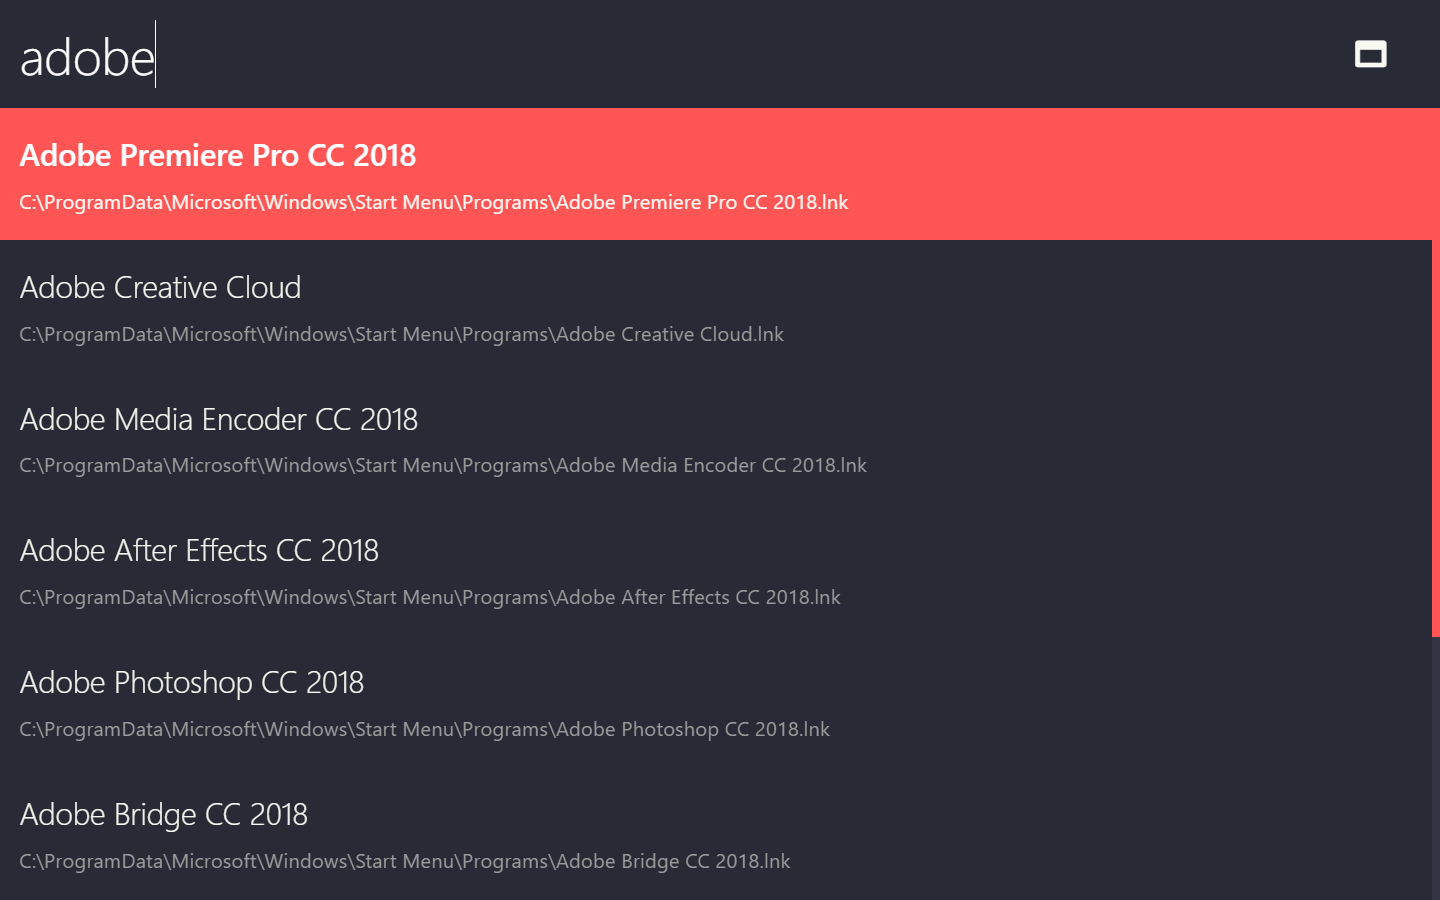 adobe
Adobe Premiere Pro CC 2018
C:\ProgramData\Microsoft\Windows\Start Menu\Programs\Adobe Premiere Pro CC 2018.lnk
Adobe Creative Cloud
C:\ProgramData\Microsoft\Windows\Start Menu\Programs\Adobe Creative Cloud.lnk
Adobe Media Encoder CC 2018
C:\ProgramData\Microsoft\Windows\Start Menu\Programs\Adobe Media Encoder CC 2018.lnk
Adobe After Effects CC 2018
C:\ProgramData\Microsoft\Windows\Start Menu\Programs\Adobe After Effects CC 2018.lnk
Adobe Photoshop CC 2018
C:\ProgramData\Microsoft\Windows\Start Menu\Programs\Adobe Photoshop CC 2018.lnk
Adobe Bridge CC 2018
C:\ProgramData\Microsoft\Windows\Start Menu\Programs\Adobe Bridge CC 2018.lnk